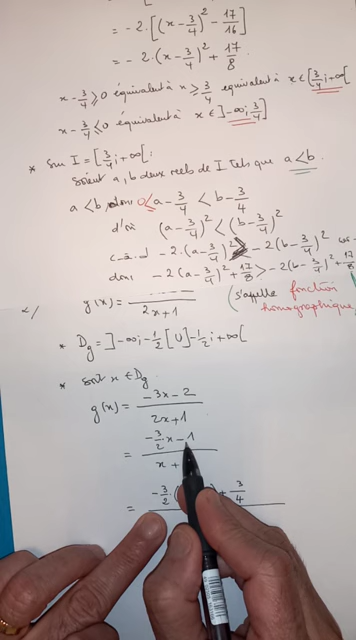 = -2. [(x - 3/4)² - 17/16]
= -2. (x - 3/4)² + 17/8
x - 3/4 ⩾ 0 équivalent à x ⩾ 3/4 équivalent à x ∈ [3/4 ; +∞[
x - 3/4 ⩽ 0 équivaut à x ∈ ]-∞ ; 3/4]
* Sur I = [3/4 ; +∞[ :
Soient a, b deux réels de I tels que a < b.
a < b, donc 0 ⩽ a - 3/4 < b - 3/4
d'où (a - 3/4)² < (b - 3/4)²
c-à-d -2. (a - 3/4)² > -2 (b - 3/4)²
donc -2 (a - 3/4)² + 17/8 > -2 (b - 3/4)² + 17/8
g(x) = 2x + 1
(s'appelle fonction homographique)
* Dg = ]-∞ ; -1/2 [ U ] -1/2 ; +∞ [
* Soit x ∈ Dg
g(x) = (-3x - 2)/(2x + 1)
= -3/2 x - 1
x +
= -3/2 . ( ) + 3/4